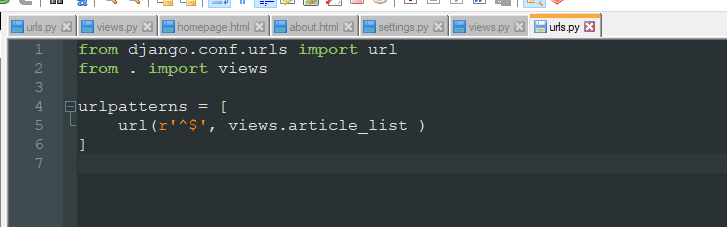 urls.py views.py homepage.html about.html settings.py views.py urls.py
1 from django.conf.urls import url
2 from . import views
3
4 urlpatterns = [
5 url(r'^$', views.article_list )
6 ]
7